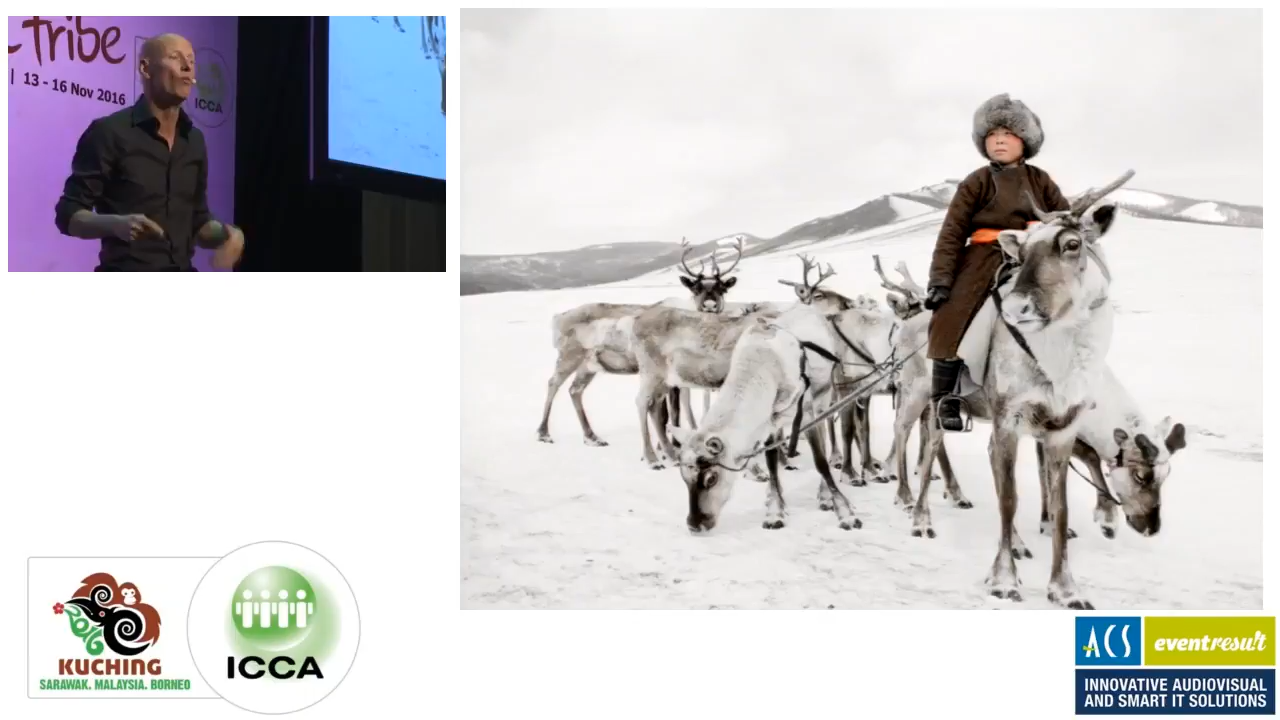 Tribe
| 13 - 16 Nov 2016
ICCA
2016
KUCHING
SARAWAK. MALAYSIA. BORNEO
ICCA
ACS
eventresult
INNOVATIVE AUDIOVISUAL
AND SMART IT SOLUTIONS